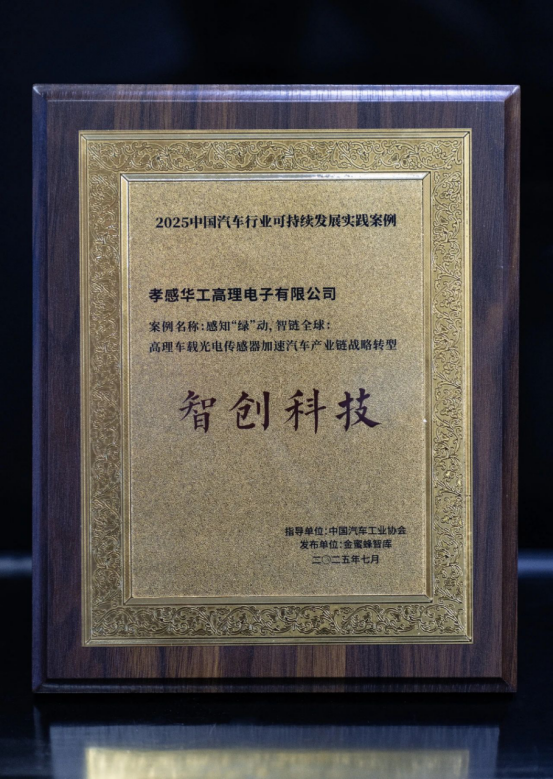 2025中国汽车行业可持续发展实践案例
孝感华工高理电子有限公司
案例名称:感知“绿”动,智链全球:
高理车载光电传感器加速汽车产业链战略转型
智创科技
指导单位:中国汽车工业协会
发布单位:金蜜蜂智库
二〇二五年七月